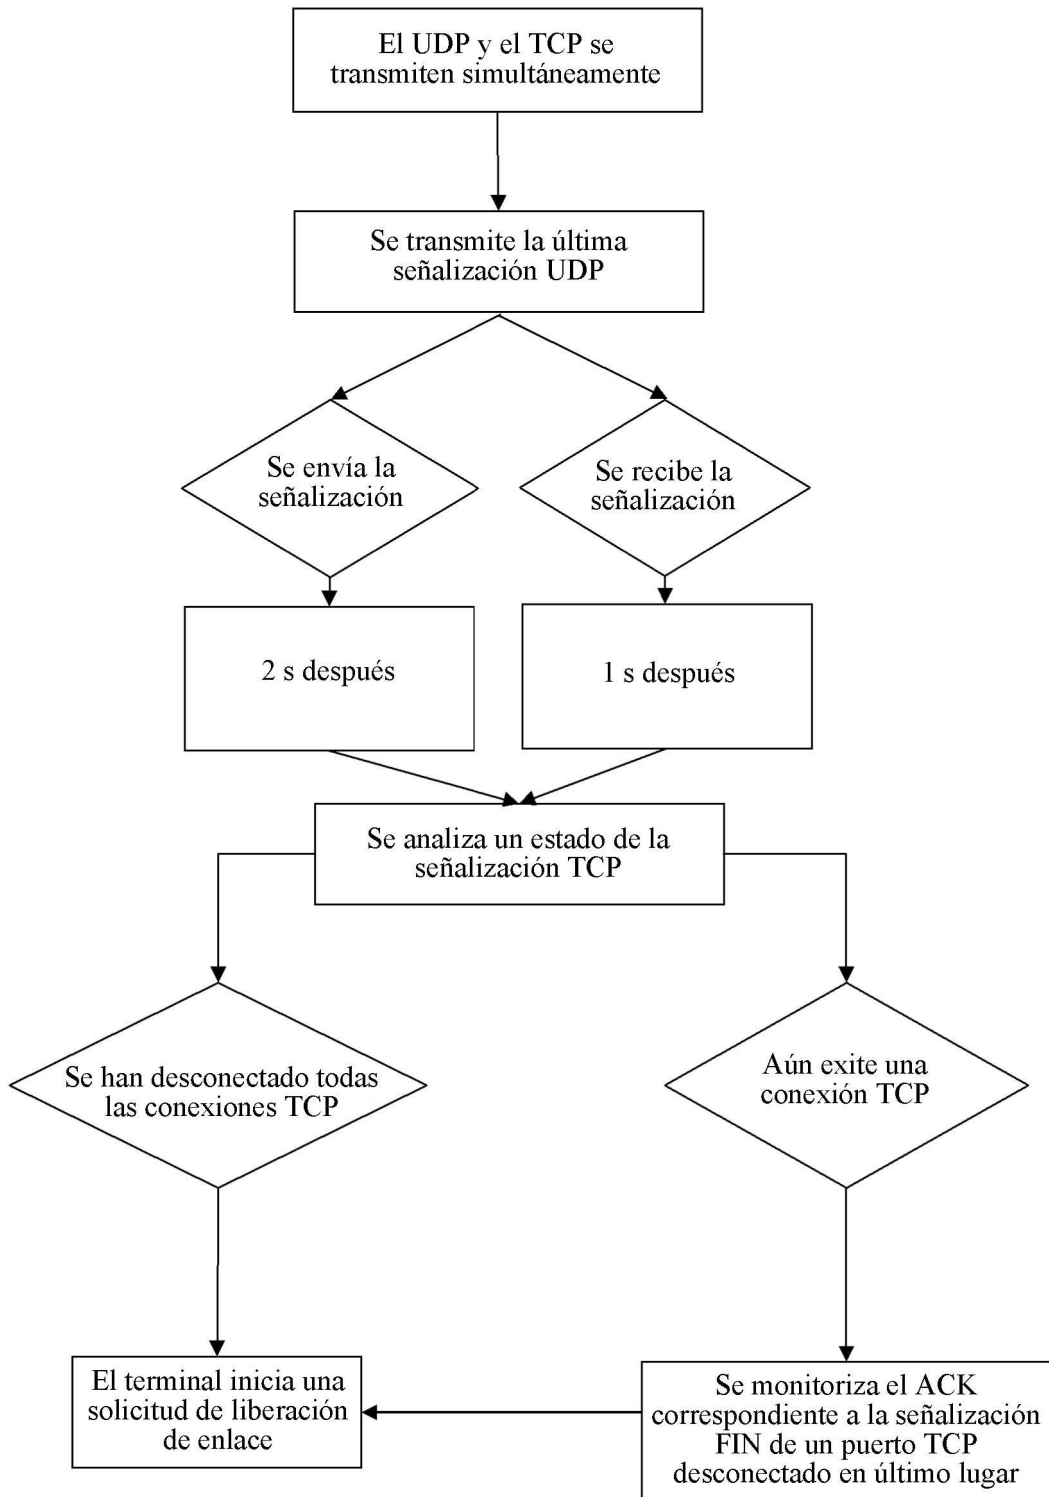 El UDP y el TCP se
transmiten simultáneamente
Se transmite la última
señalización UDP
Se envía la
señalización
Se recibe la
señalización
2 s después
1 s después
Se analiza un estado de la
señalización TCP
Se han desconectado todas
las conexiones TCP
Aún exite una
conexión TCP
El terminal inicia una
solicitud de liberación
de enlace
Se monitoriza el ACK
correspondiente a la señalización
FIN de un puerto TCP
desconectado en último lugar